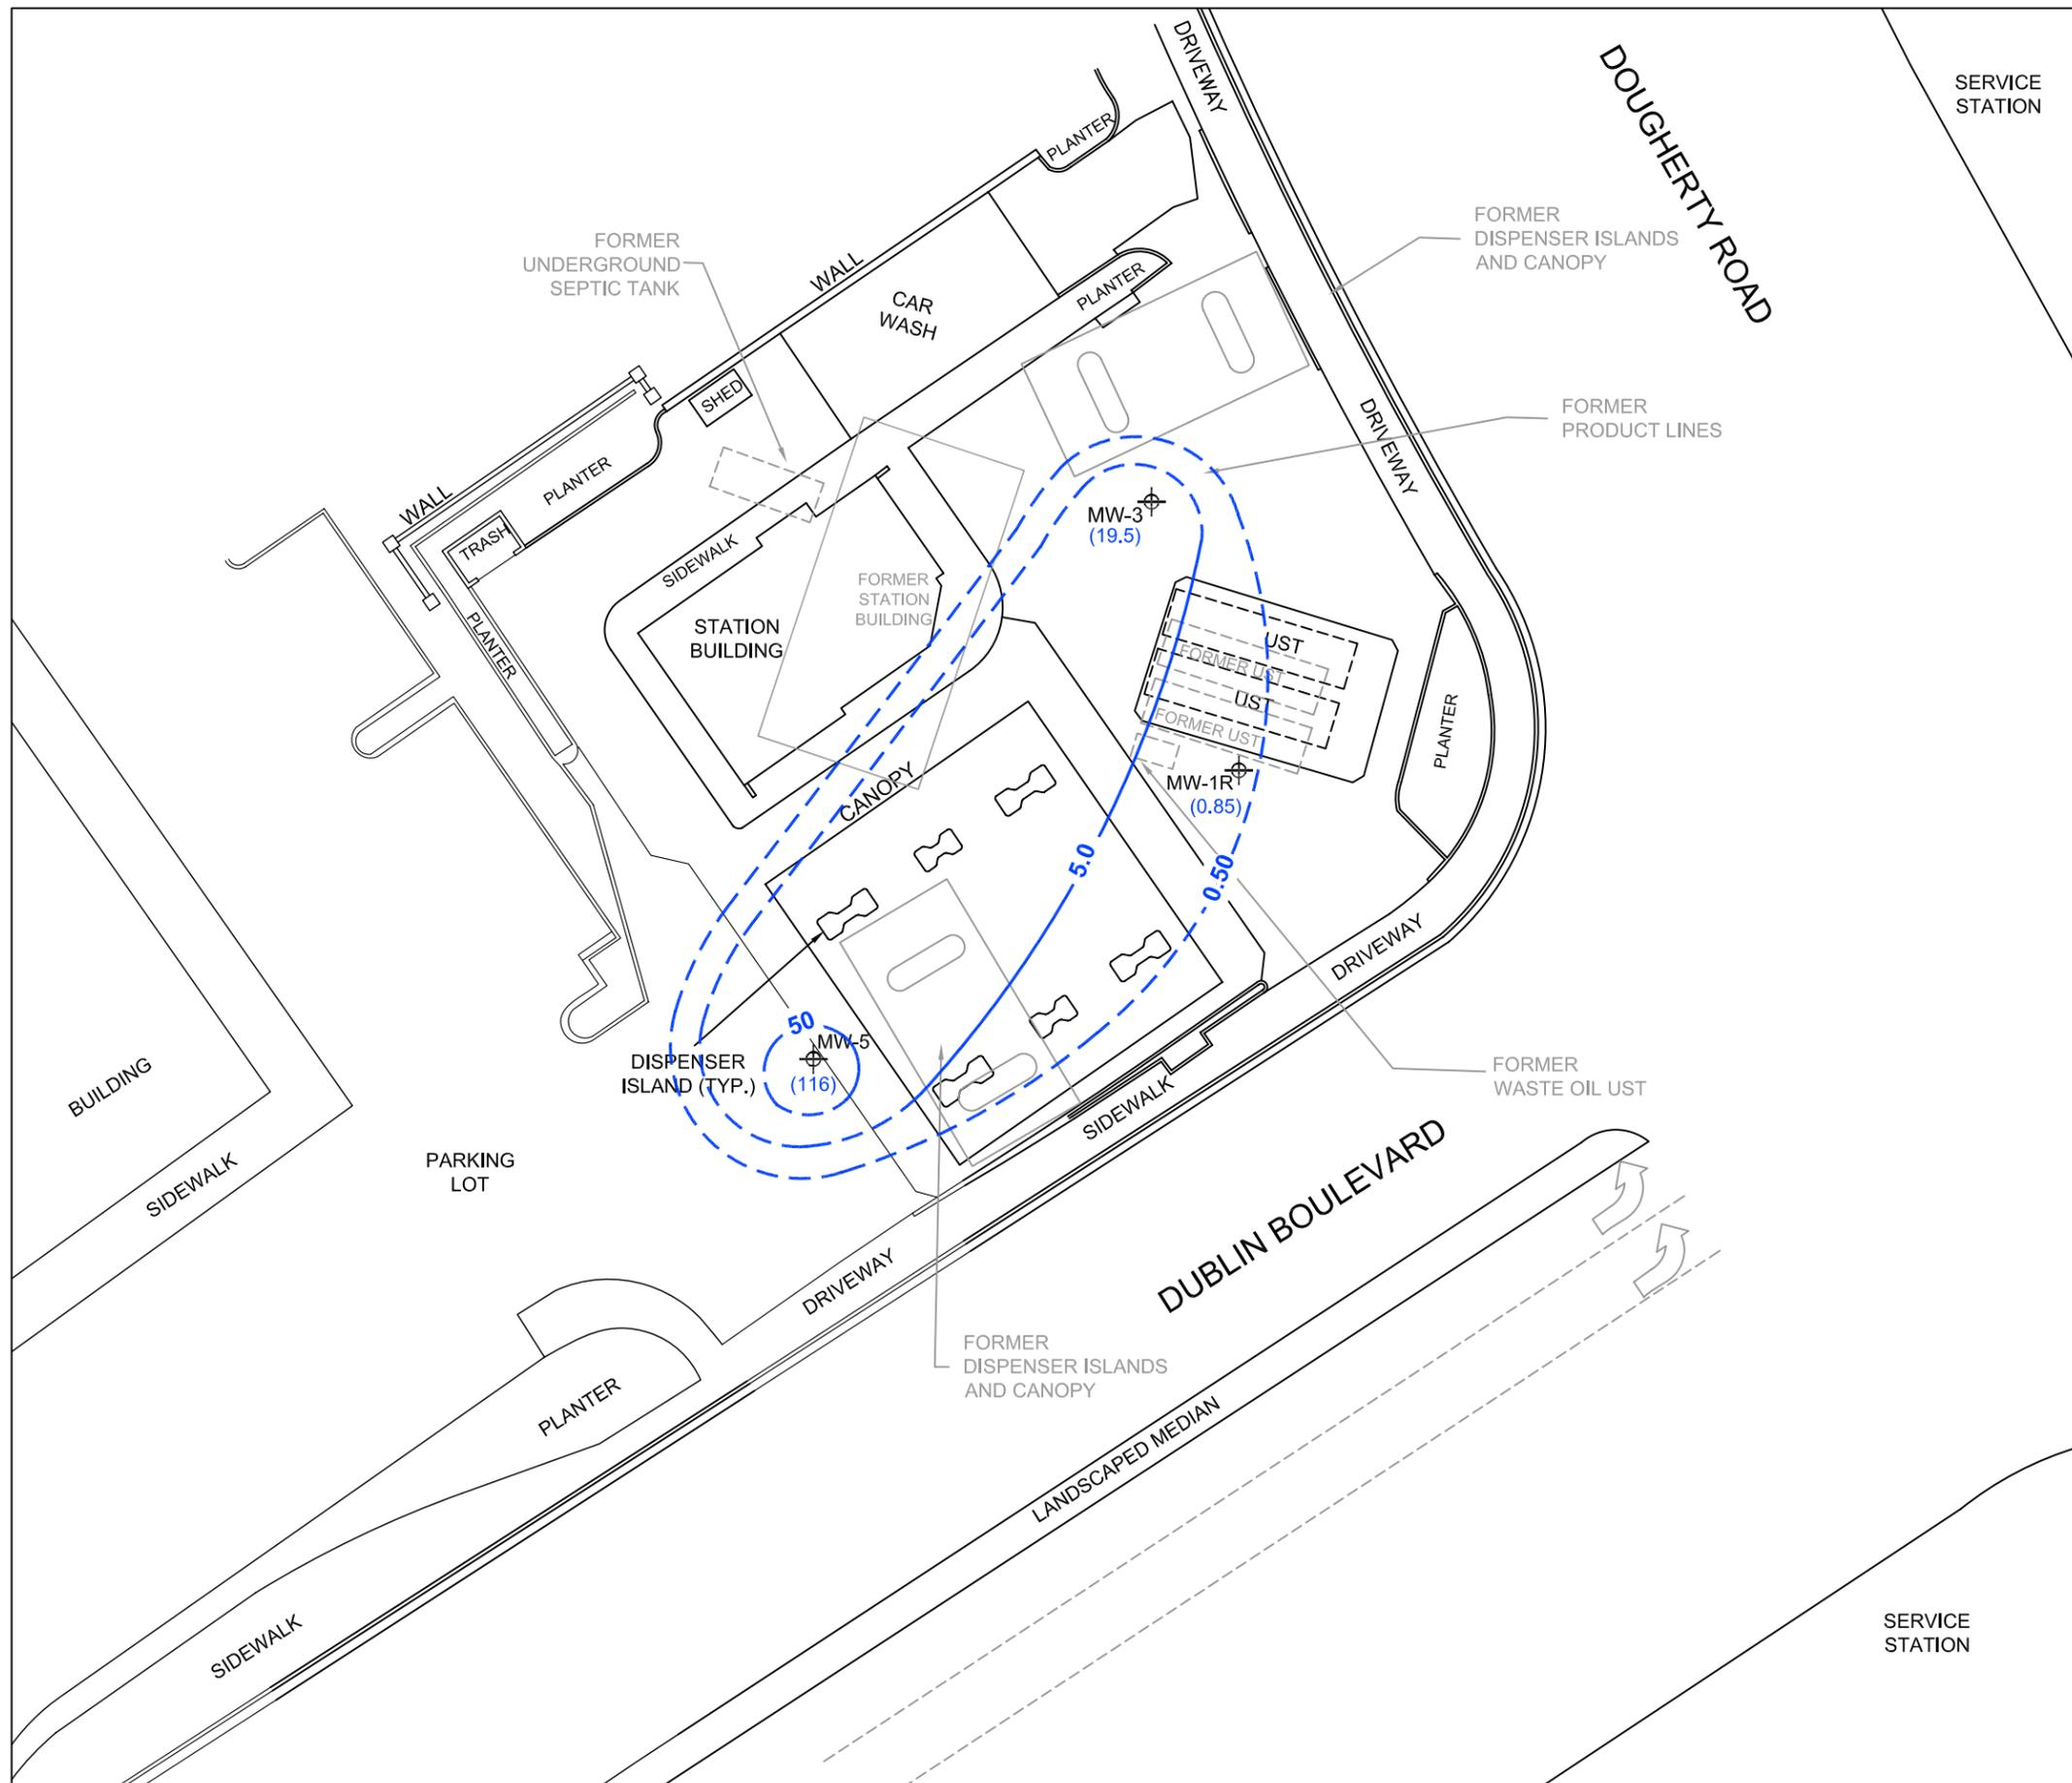 DRIVEWAY
DOUGHERTY ROAD
SERVICE
STATION
PLANTER
FORMER
UNDERGROUND
SEPTIC TANK
WALL
CAR
WASH
PLANTER
FORMER
DISPENSER ISLANDS
AND CANOPY
SHED
DRIVEWAY
FORMER
PRODUCT LINES
WALL
PLANTER
TRASH
MW-3
(19.5)
SIDEWALK
FORMER
STATION
BUILDING
STATION
BUILDING
PLANTER
UST
FORMER UST
UST
FORMER UST
PLANTER
CANOPY
MW-1R
(0.85)
5.0
0.50
DRIVEWAY
50
MW-5
(116)
DISPENSER
ISLAND (TYP.)
BUILDING
SIDEWALK
FORMER
WASTE OIL UST
PARKING
LOT
SIDEWALK
DUBLIN BOULEVARD
DRIVEWAY
FORMER
DISPENSER ISLANDS
AND CANOPY
PLANTER
LANDSCAPED MEDIAN
SIDEWALK
SERVICE
STATION